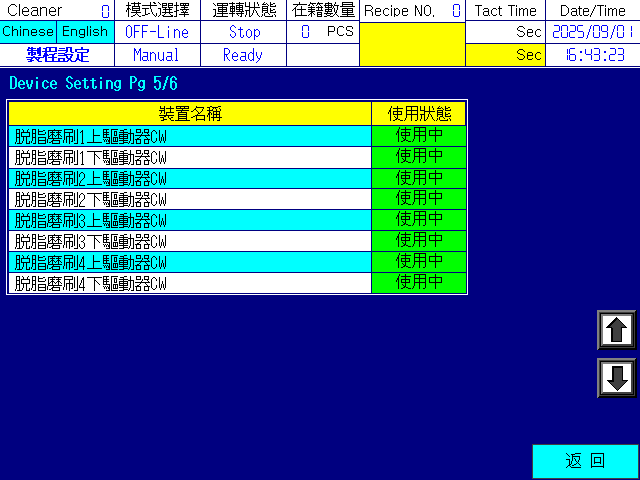 Cleaner 0 模式選擇 運轉狀態 在籍數量 Recipe NO. 0 Tact Time Date/Time
Chinese English OFF-Line Stop 0 PCS Sec 2025/09/01
製程設定 Manual Ready Sec 16:43:23
Device Setting Pg 5/6
裝置名稱 使用狀態
脱脂磨刷1上驅動器CW 使用中
脱脂磨刷1下驅動器CW 使用中
脱脂磨刷2上驅動器CW 使用中
脱脂磨刷2下驅動器CW 使用中
脱脂磨刷3上驅動器CW 使用中
脱脂磨刷3下驅動器CW 使用中
脱脂磨刷4上驅動器CW 使用中
脱脂磨刷4下驅動器CW 使用中
返 回